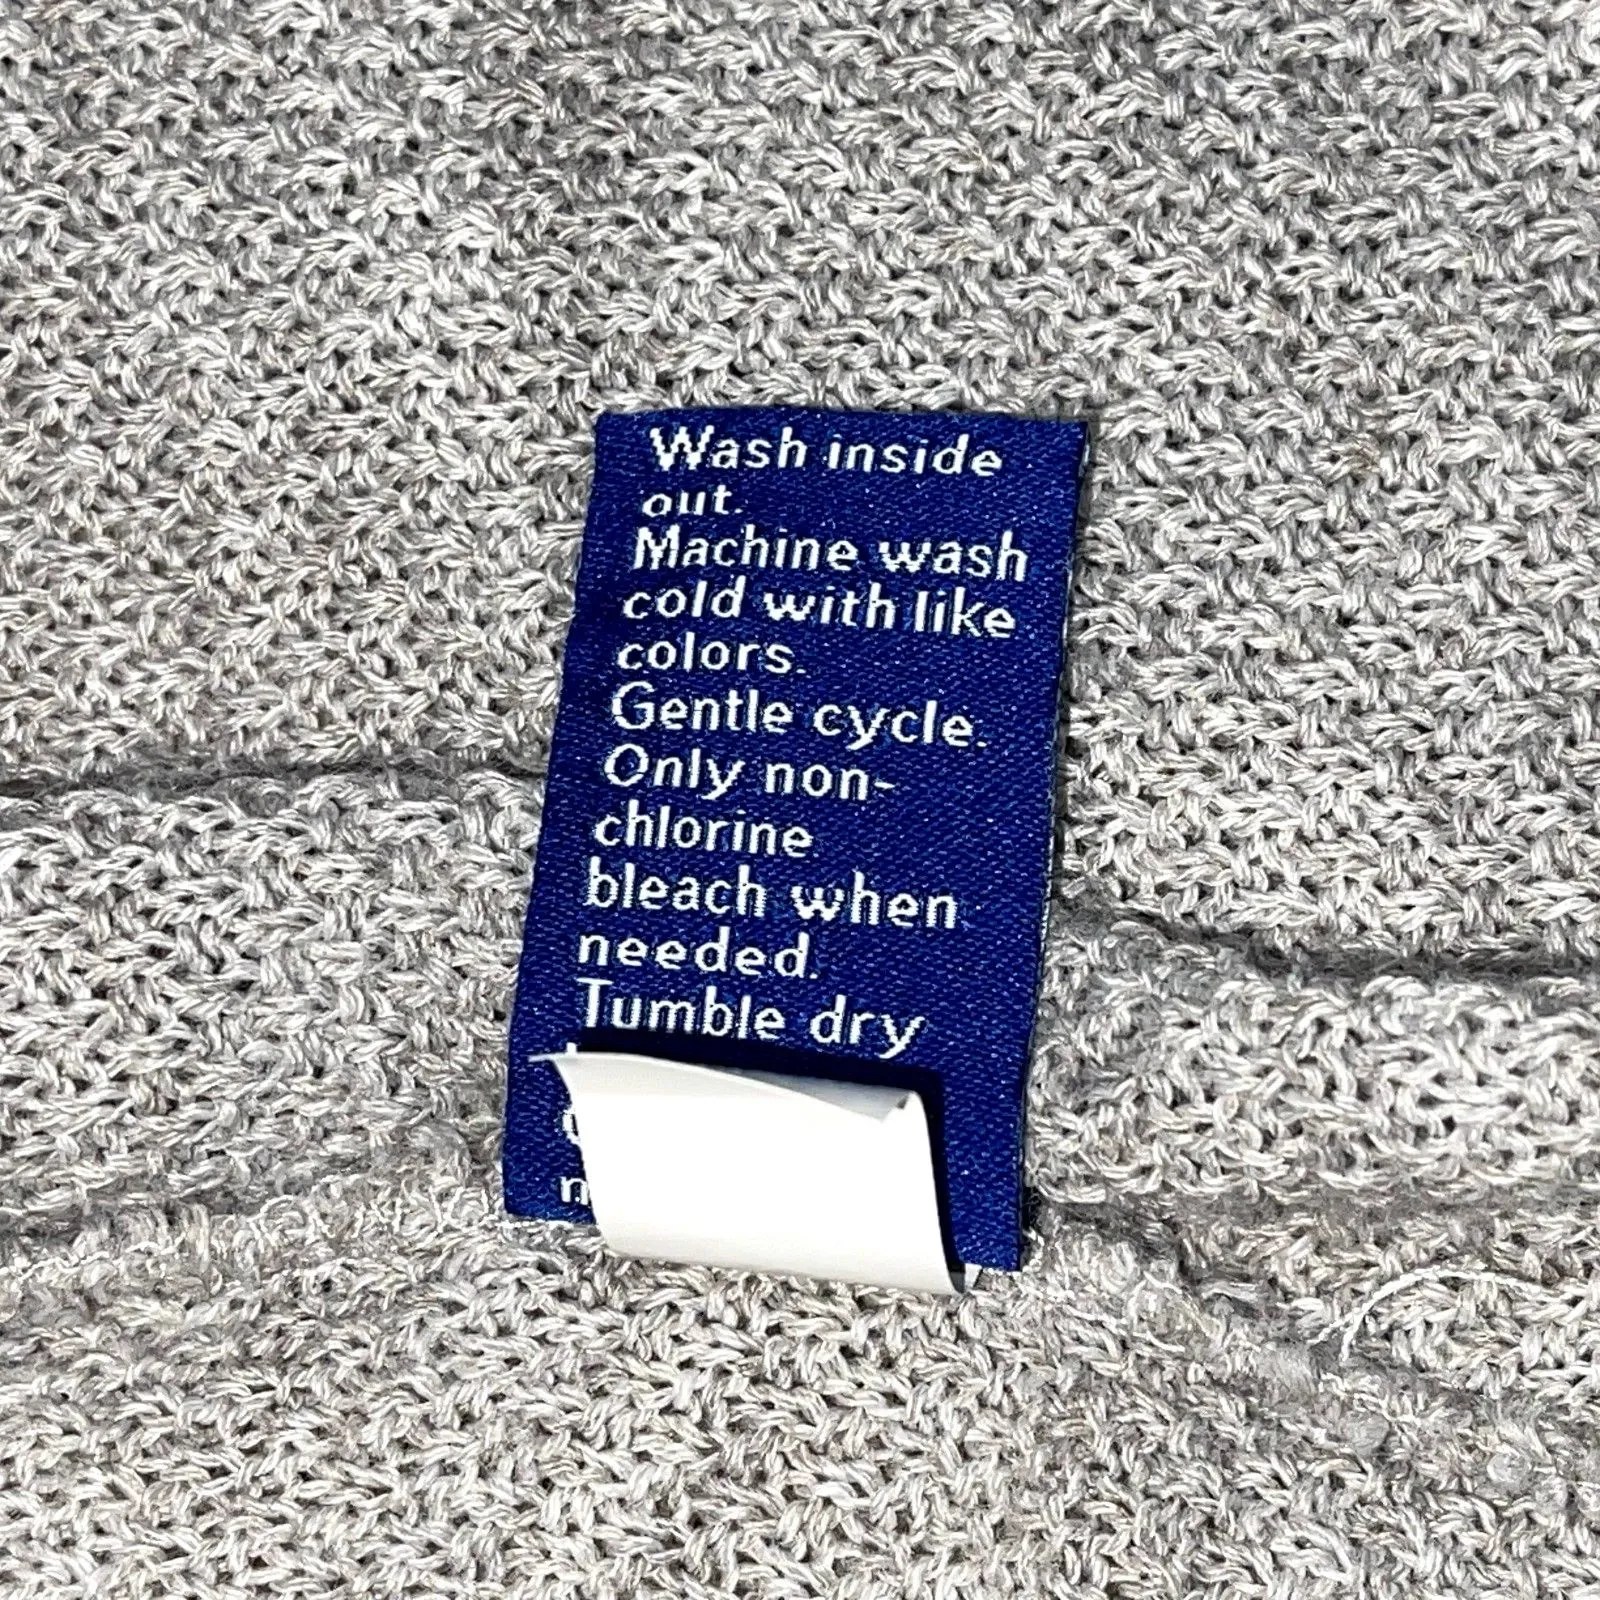 Wash inside
out.
Machine wash
cold with like
colors.
Gentle cycle.
Only non-
chlorine
bleach when
needed.
Tumble dry